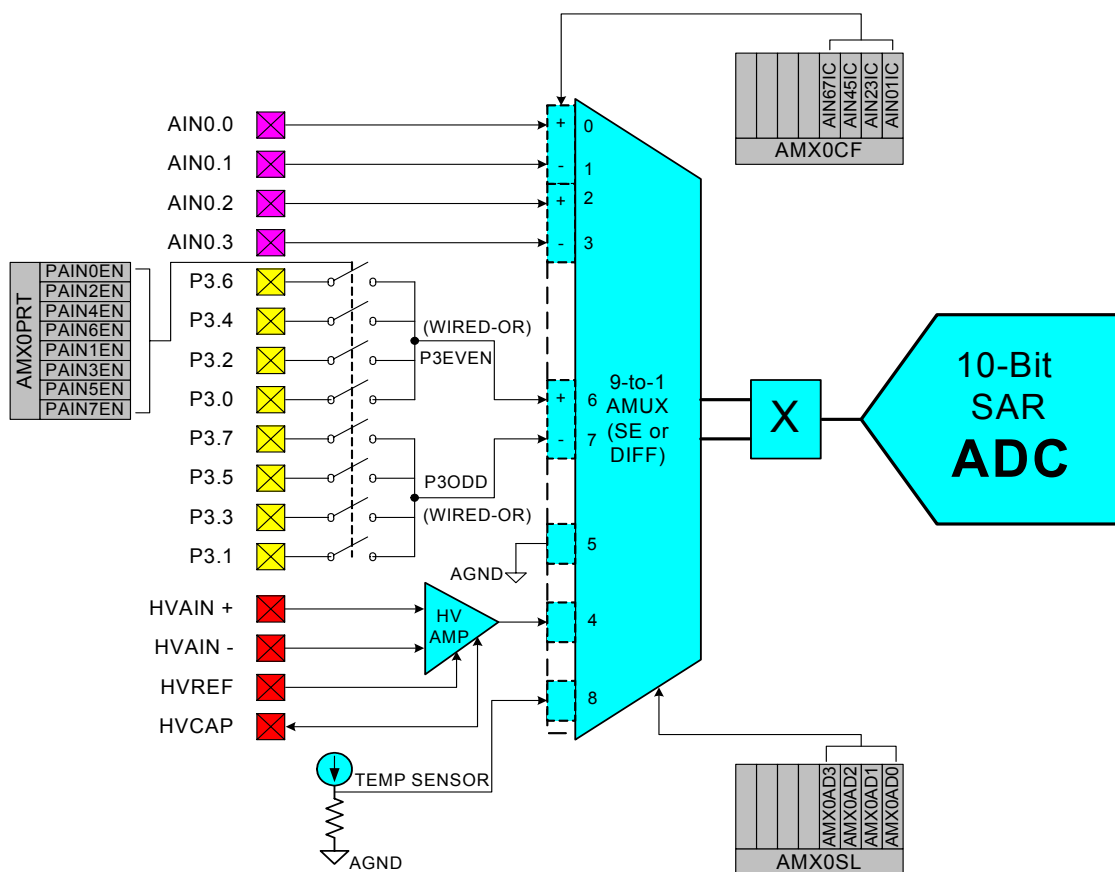 AIN67IC
AIN45IC
AIN23IC
AIN01IC
AMX0CF
AIN0.0
AIN0.1
AIN0.2
AIN0.3
P3.6
P3.4
P3.2
P3.0
P3.7
P3.5
P3.3
P3.1
HVAIN +
HVAIN -
HVREF
HVCAP
AMX0PRT
PAIN0EN
PAIN2EN
PAIN4EN
PAIN6EN
PAIN1EN
PAIN3EN
PAIN5EN
PAIN7EN
(WIRED-OR)
P3EVEN
P3ODD
(WIRED-OR)
AGND
HV
AMP
TEMP SENSOR
AGND
+ 0
- 1
+ 2
- 3
+ 6
- 7
5
4
8
9-to-1
AMUX
(SE or
DIFF)
X
10-Bit
SAR
ADC
AMX0AD3
AMX0AD2
AMX0AD1
AMX0AD0
AMX0SL